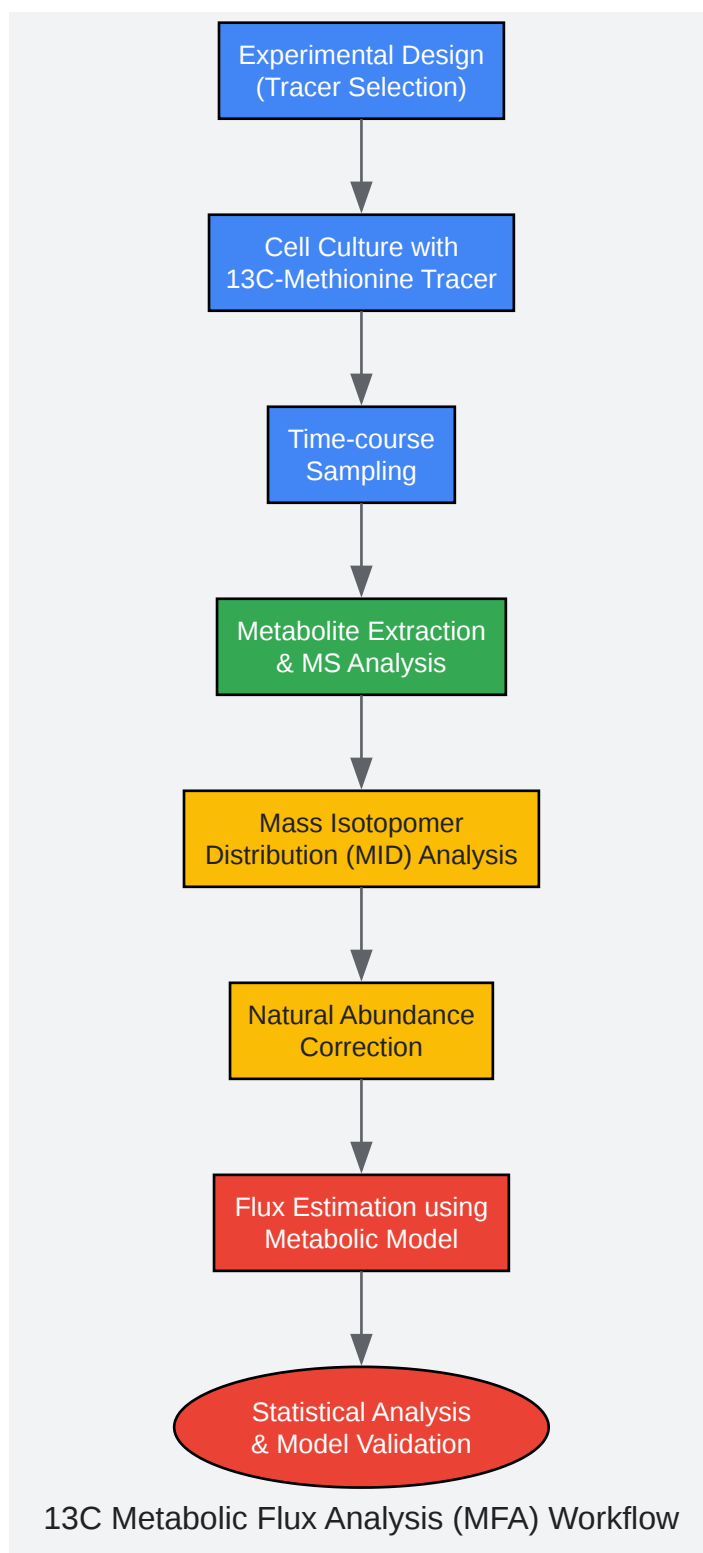 Experimental Design
(Tracer Selection)
Cell Culture with
13C-Methionine Tracer
Time-course
Sampling
Metabolite Extraction
& MS Analysis
Mass Isotopomer
Distribution (MID) Analysis
Natural Abundance
Correction
Flux Estimation using
Metabolic Model
Statistical Analysis
& Model Validation
13C Metabolic Flux Analysis (MFA) Workflow